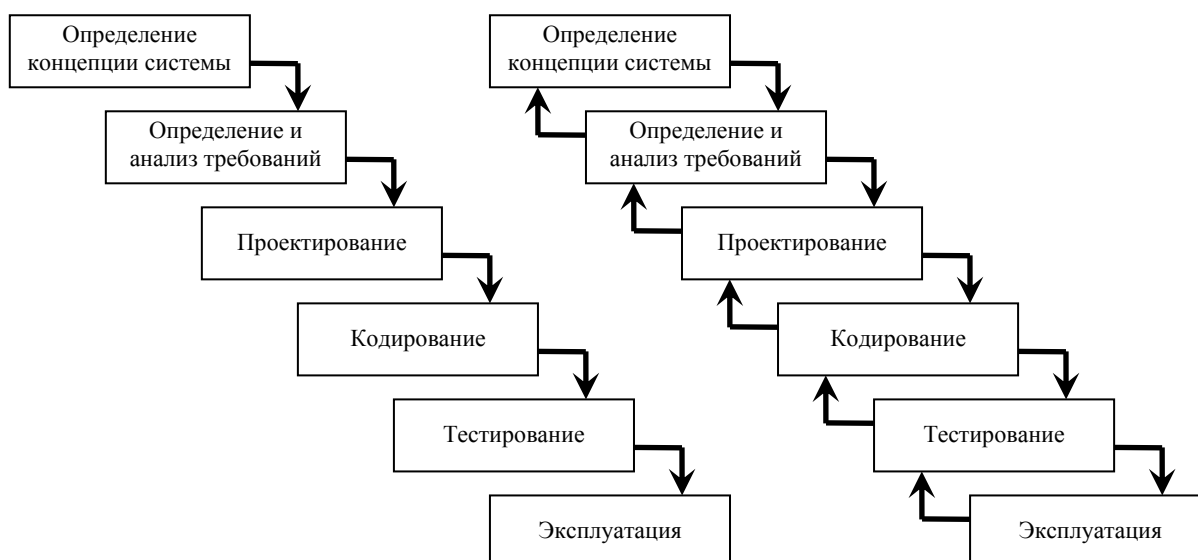 Определение
концепции системы
Определение и
анализ требований
Проектирование
Кодирование
Тестирование
Эксплуатация
Определение
концепции системы
Определение и
анализ требований
Проектирование
Кодирование
Тестирование
Эксплуатация